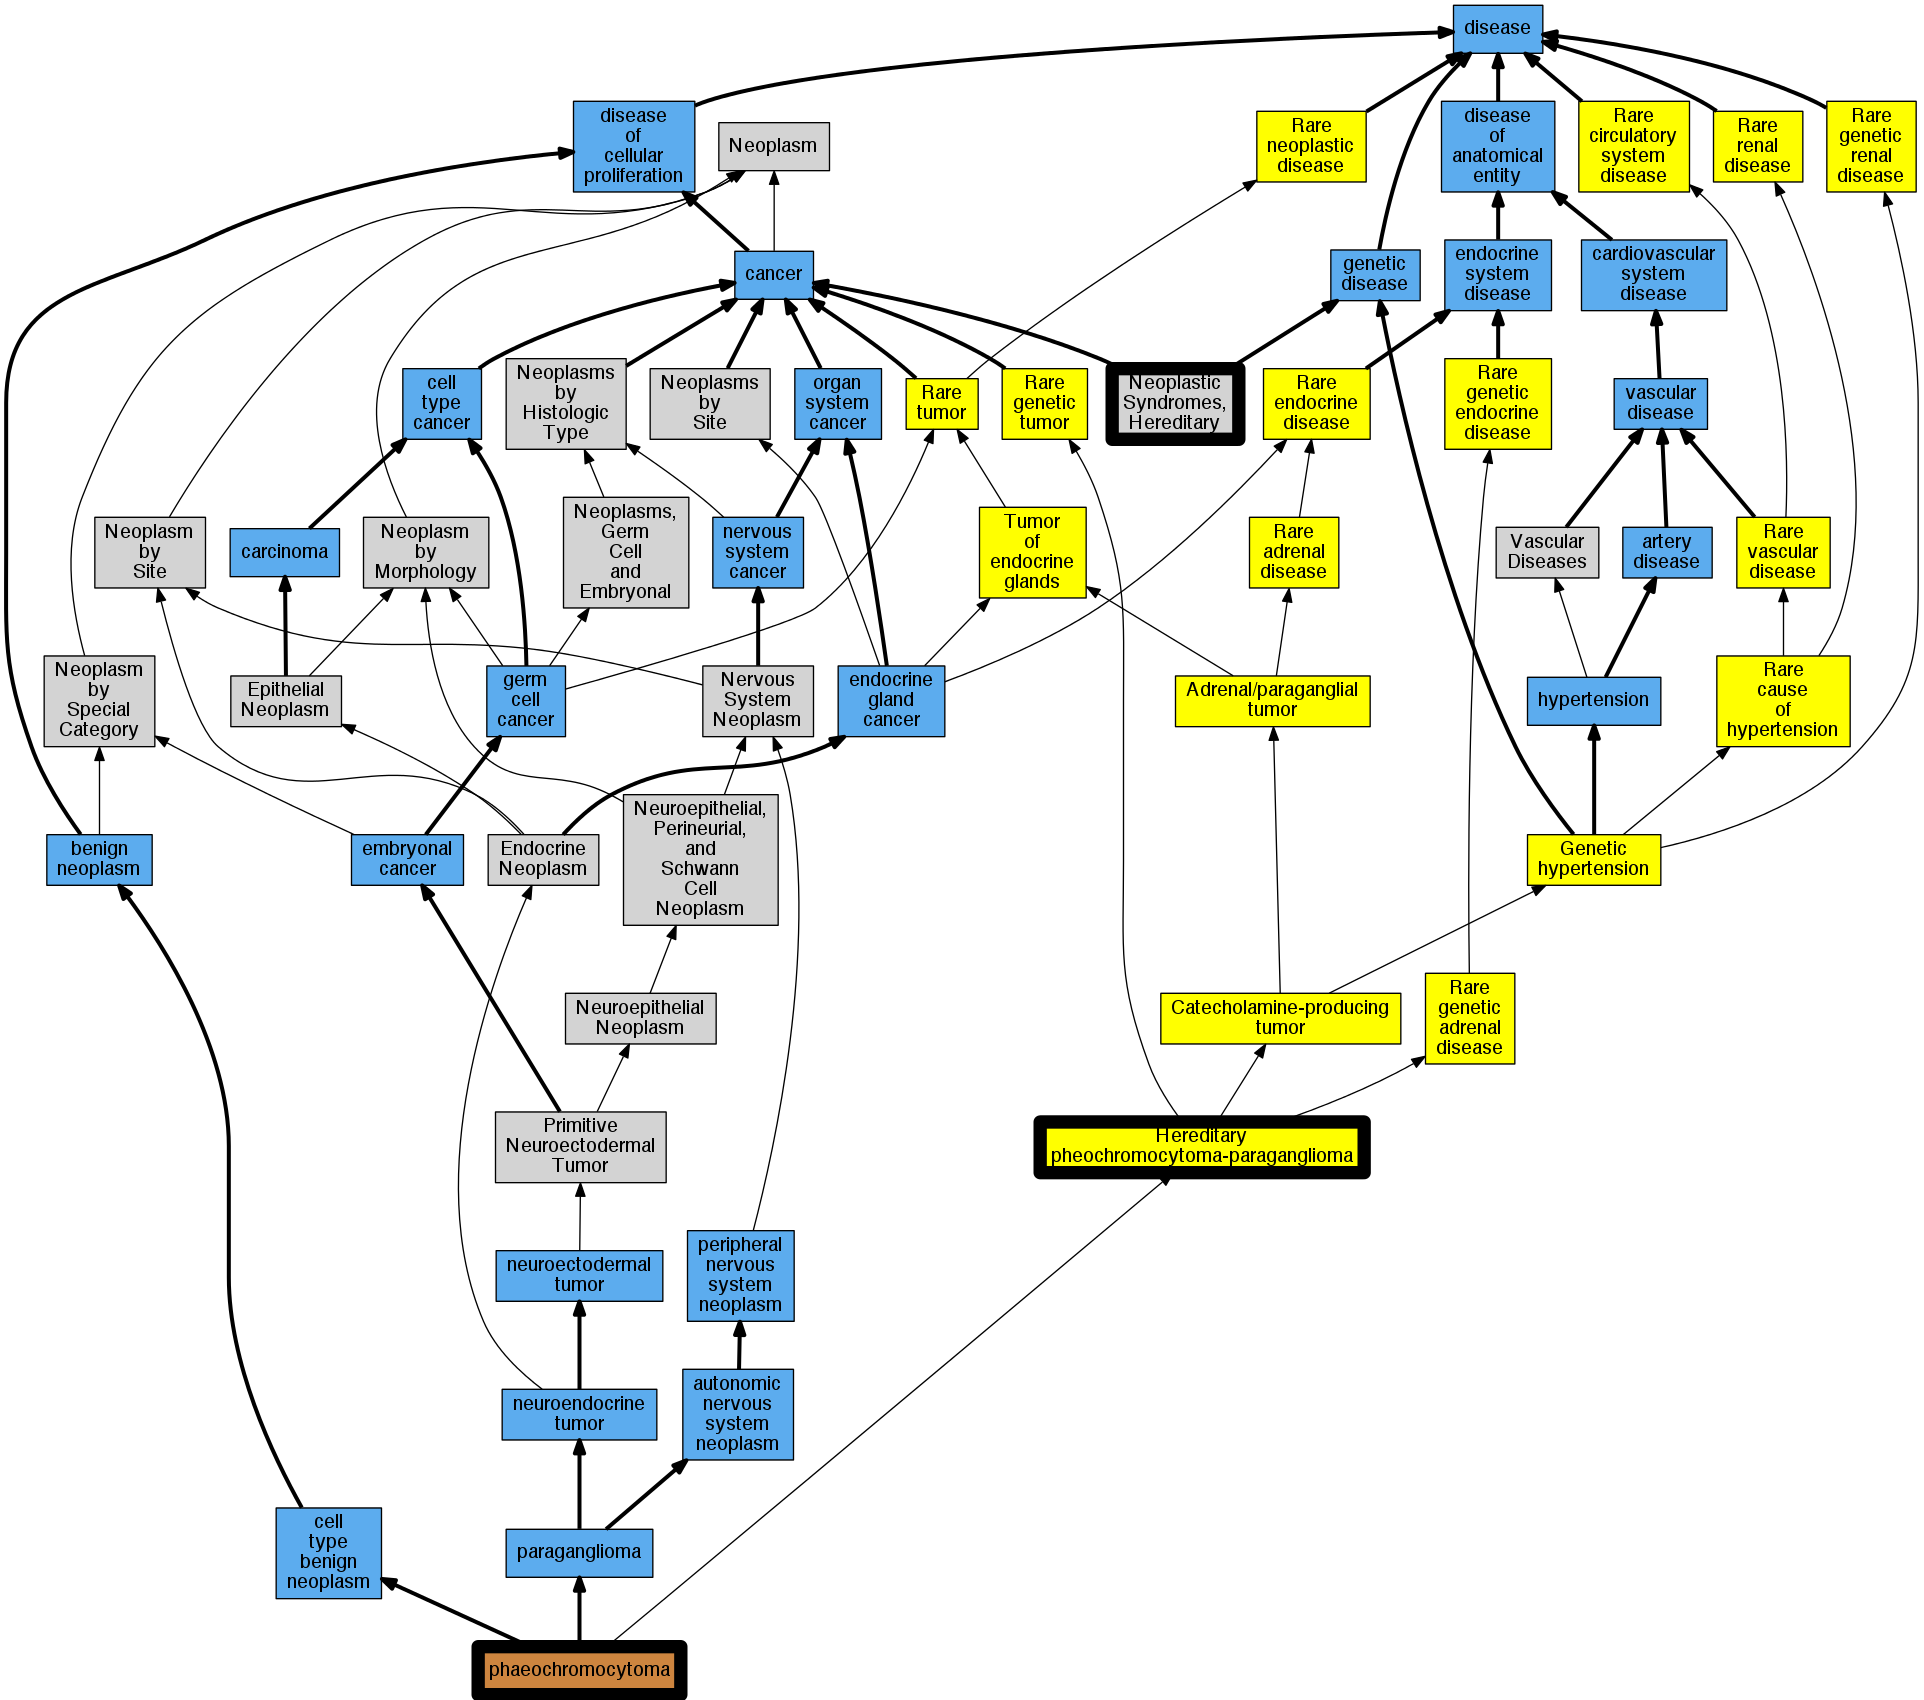 disease
disease
of
cellular
proliferation
Neoplasm
Rare
neoplastic
disease
disease
of
anatomical
entity
Rare
circulatory
system
disease
Rare
renal
disease
Rare
genetic
renal
disease
cancer
genetic
disease
endocrine
system
disease
cardiovascular
system
disease
cell
type
cancer
Neoplasms
by
Histologic
Type
Neoplasms
by
Site
organ
system
cancer
Rare
tumor
Rare
genetic
tumor
Neoplastic
Syndromes,
Hereditary
Rare
endocrine
disease
Rare
genetic
endocrine
disease
vascular
disease
Neoplasm
by
Site
carcinoma
Neoplasm
by
Morphology
Neoplasms,
Germ
Cell
and
Embryonal
nervous
system
cancer
Tumor
of
endocrine
glands
Rare
adrenal
disease
Vascular
Diseases
artery
disease
Rare
vascular
disease
Neoplasm
by
Special
Category
Epithelial
Neoplasm
germ
cell
cancer
Nervous
System
Neoplasm
endocrine
gland
cancer
Adrenal/paraganglial
tumor
hypertension
Rare
cause
of
hypertension
benign
neoplasm
embryonal
cancer
Endocrine
Neoplasm
Neuroepithelial,
Perineurial,
and
Schwann
Cell
Neoplasm
Genetic
hypertension
Neuroepithelial
Neoplasm
Catecholamine-producing
tumor
Rare
genetic
adrenal
disease
Primitive
Neuroectodermal
Tumor
Hereditary
pheochromocytoma-paraganglioma
neuroectodermal
tumor
peripheral
nervous
system
neoplasm
neuroendocrine
tumor
autonomic
nervous
system
neoplasm
cell
type
benign
neoplasm
paraganglioma
phaeochromocytoma